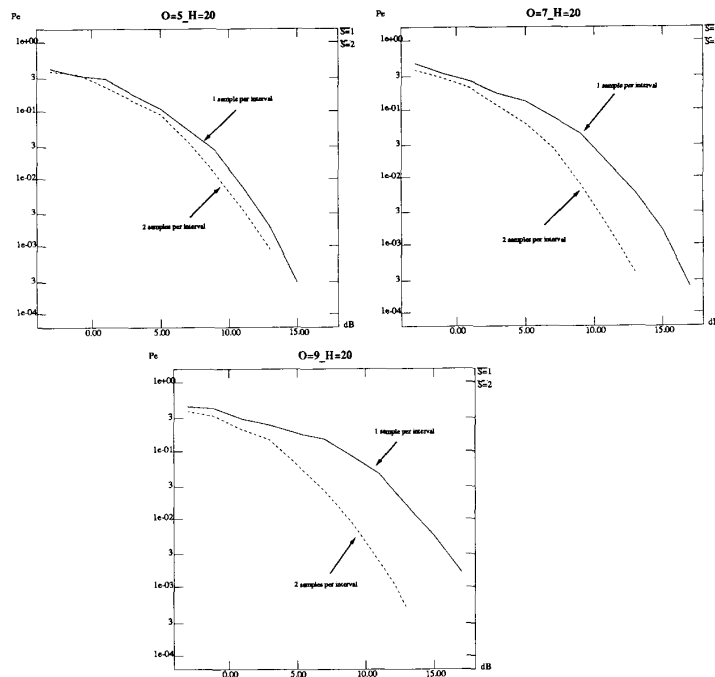 Pe
O=5_H=20
S=1
S=2
1e+00
3
1e-01
3
1e-02
3
1e-03
3
1e-04
1 sample per interval
2 samples per interval
0.00 5.00 10.00 15.00
dB
Pe
O=7_H=20
1e+00
3
1e-01
3
1e-02
3
1e-03
3
1e-04
1 sample per interval
2 samples per interval
0.00 5.00 10.00 15.00
Pe
O=9_H=20
S=1
S=2
1e+00
3
1e-01
3
1e-02
3
1e-03
3
1e-04
1 sample per interval
2 samples per interval
0.00 5.00 10.00 15.00
dB